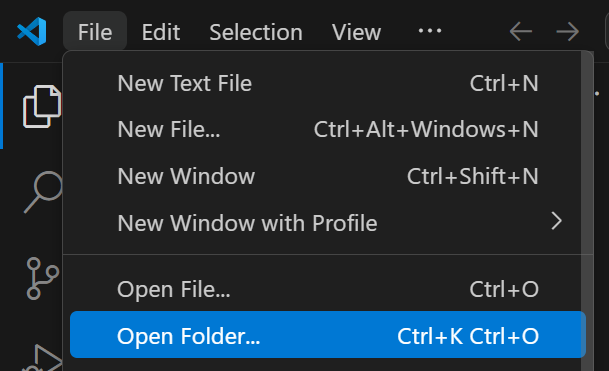 File Edit Selection View ...
New Text File Ctrl+N
New File... Ctrl+Alt+Windows+N
New Window Ctrl+Shift+N
New Window with Profile
Open File... Ctrl+O
Open Folder... Ctrl+K Ctrl+O